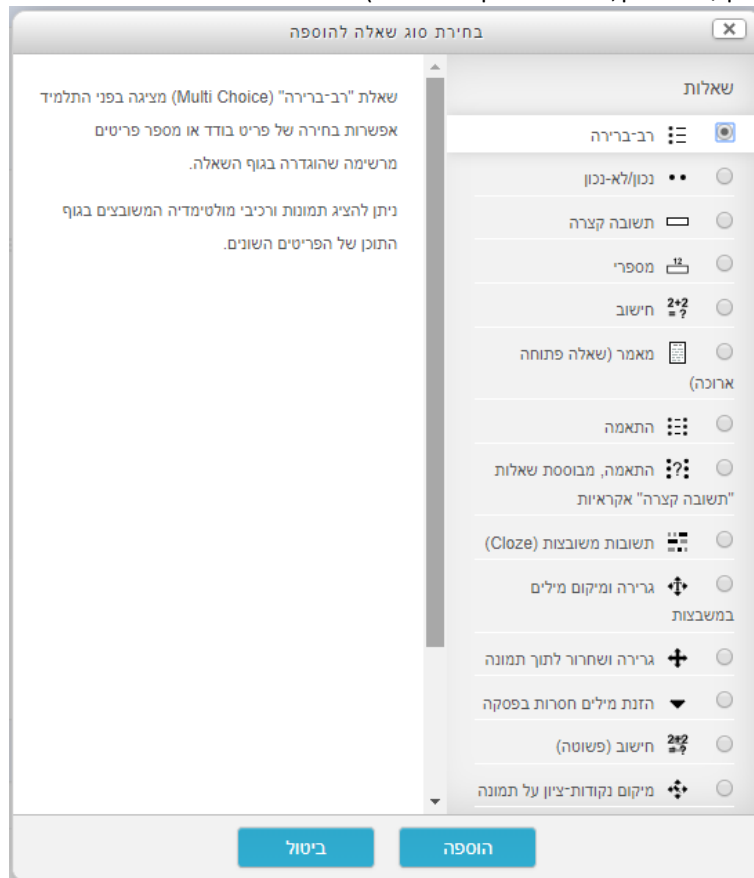 בחירת סוג שאלה להוספה
שאלות
רב־ברירה
נכון/לא-נכון
תשובה קצרה
12
מספרי
2+2
= ?
חישוב
מאמר (שאלה פתוחה
ארוכה)
התאמה
?
התאמה, מבוססת שאלות
"תשובה קצרה" אקראיות
תשובות משובצות (Cloze)
גרירה ומיקום מילים
במשבצות
גרירה ושחרור לתוך תמונה
הזנת מילים חסרות בפסקה
2+2
= ?
חישוב (פשוטה)
מיקום נקודות־ציון על תמונה
שאלת "רב־ברירה" (Multi Choice) מציגה בפני התלמיד
אפשרות בחירה של פריט בודד או מספר פריטים
מרשימה שהוגדרה בגוף השאלה.
ניתן להציג תמונות ורכיבי מולטימדיה המשובצים בגוף
התוכן של הפריטים השונים.
הוספה
ביטול